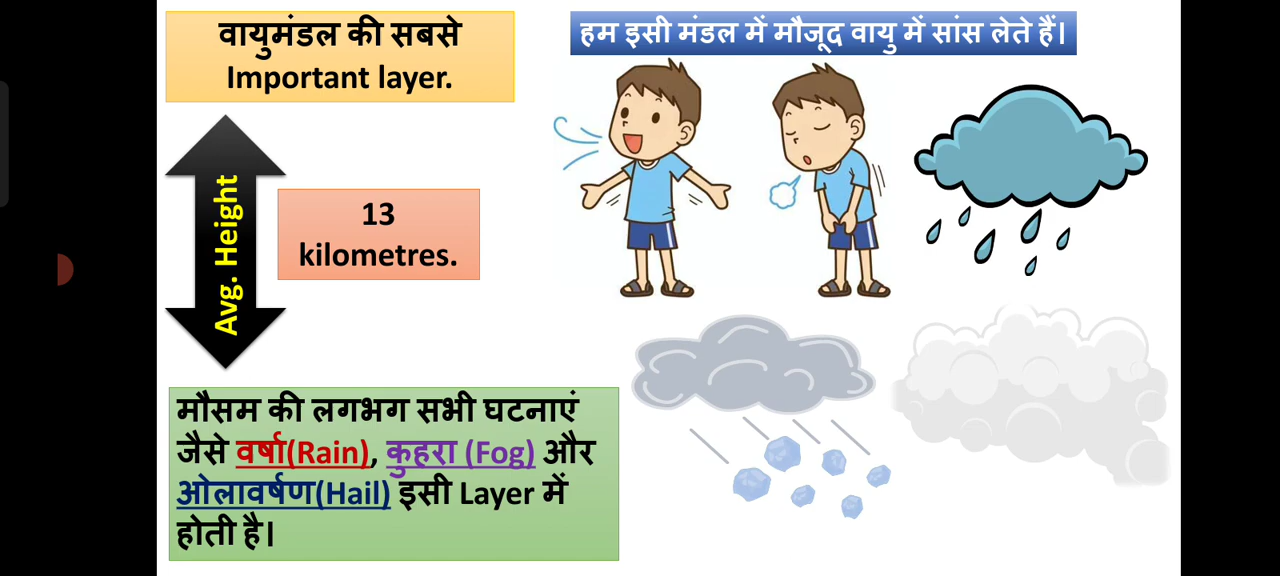 वायुमंडल की सबसे
Important layer.
हम इसी मंडल में मौजूद वायु में सांस लेते हैं।
Avg. Height
13
kilometres.
मौसम की लगभग सभी घटनाएं
जैसे वर्षा(Rain), कुहरा (Fog) और
ओलावर्षण(Hail) इसी Layer में
होती है।